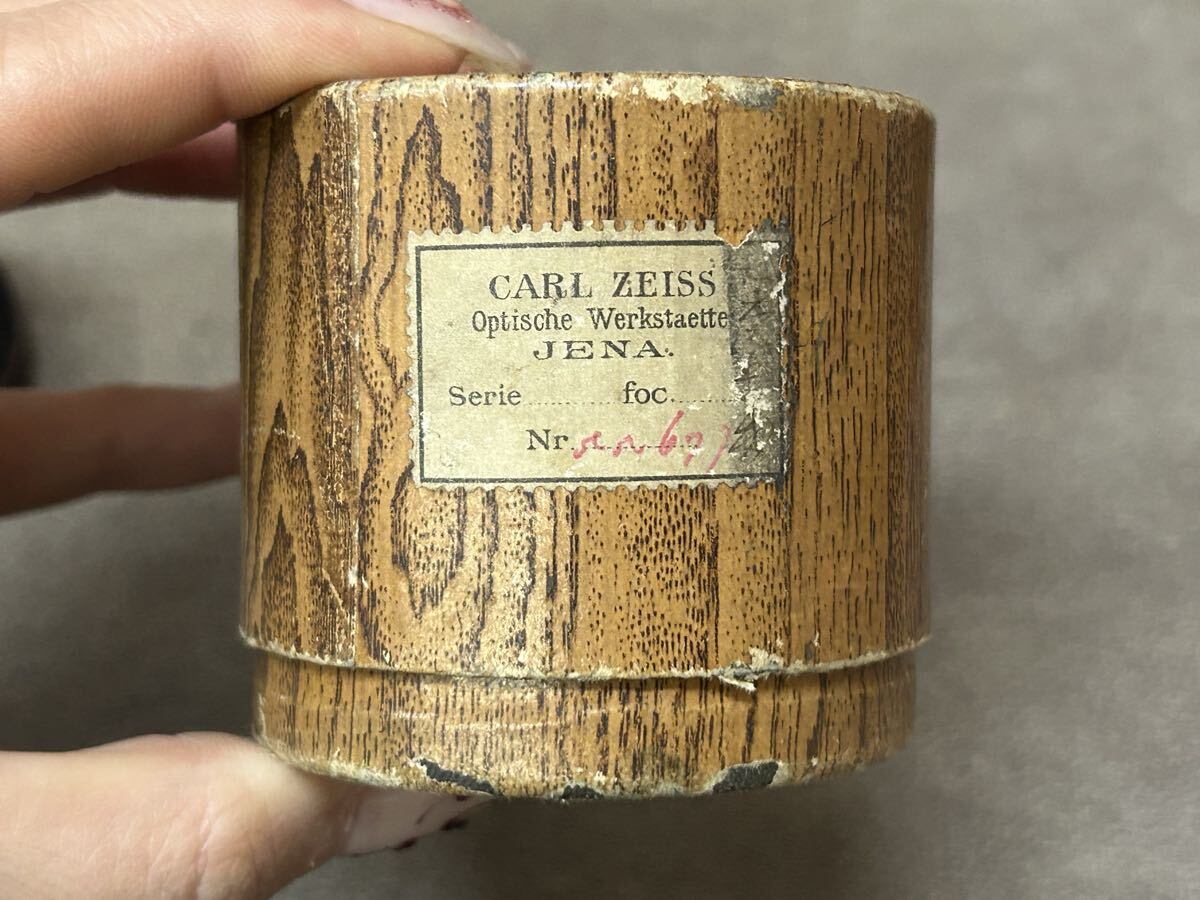 CARL ZEISS
Optische Werkstaette
JENA.
Serie .......... foc ..........
Nr.